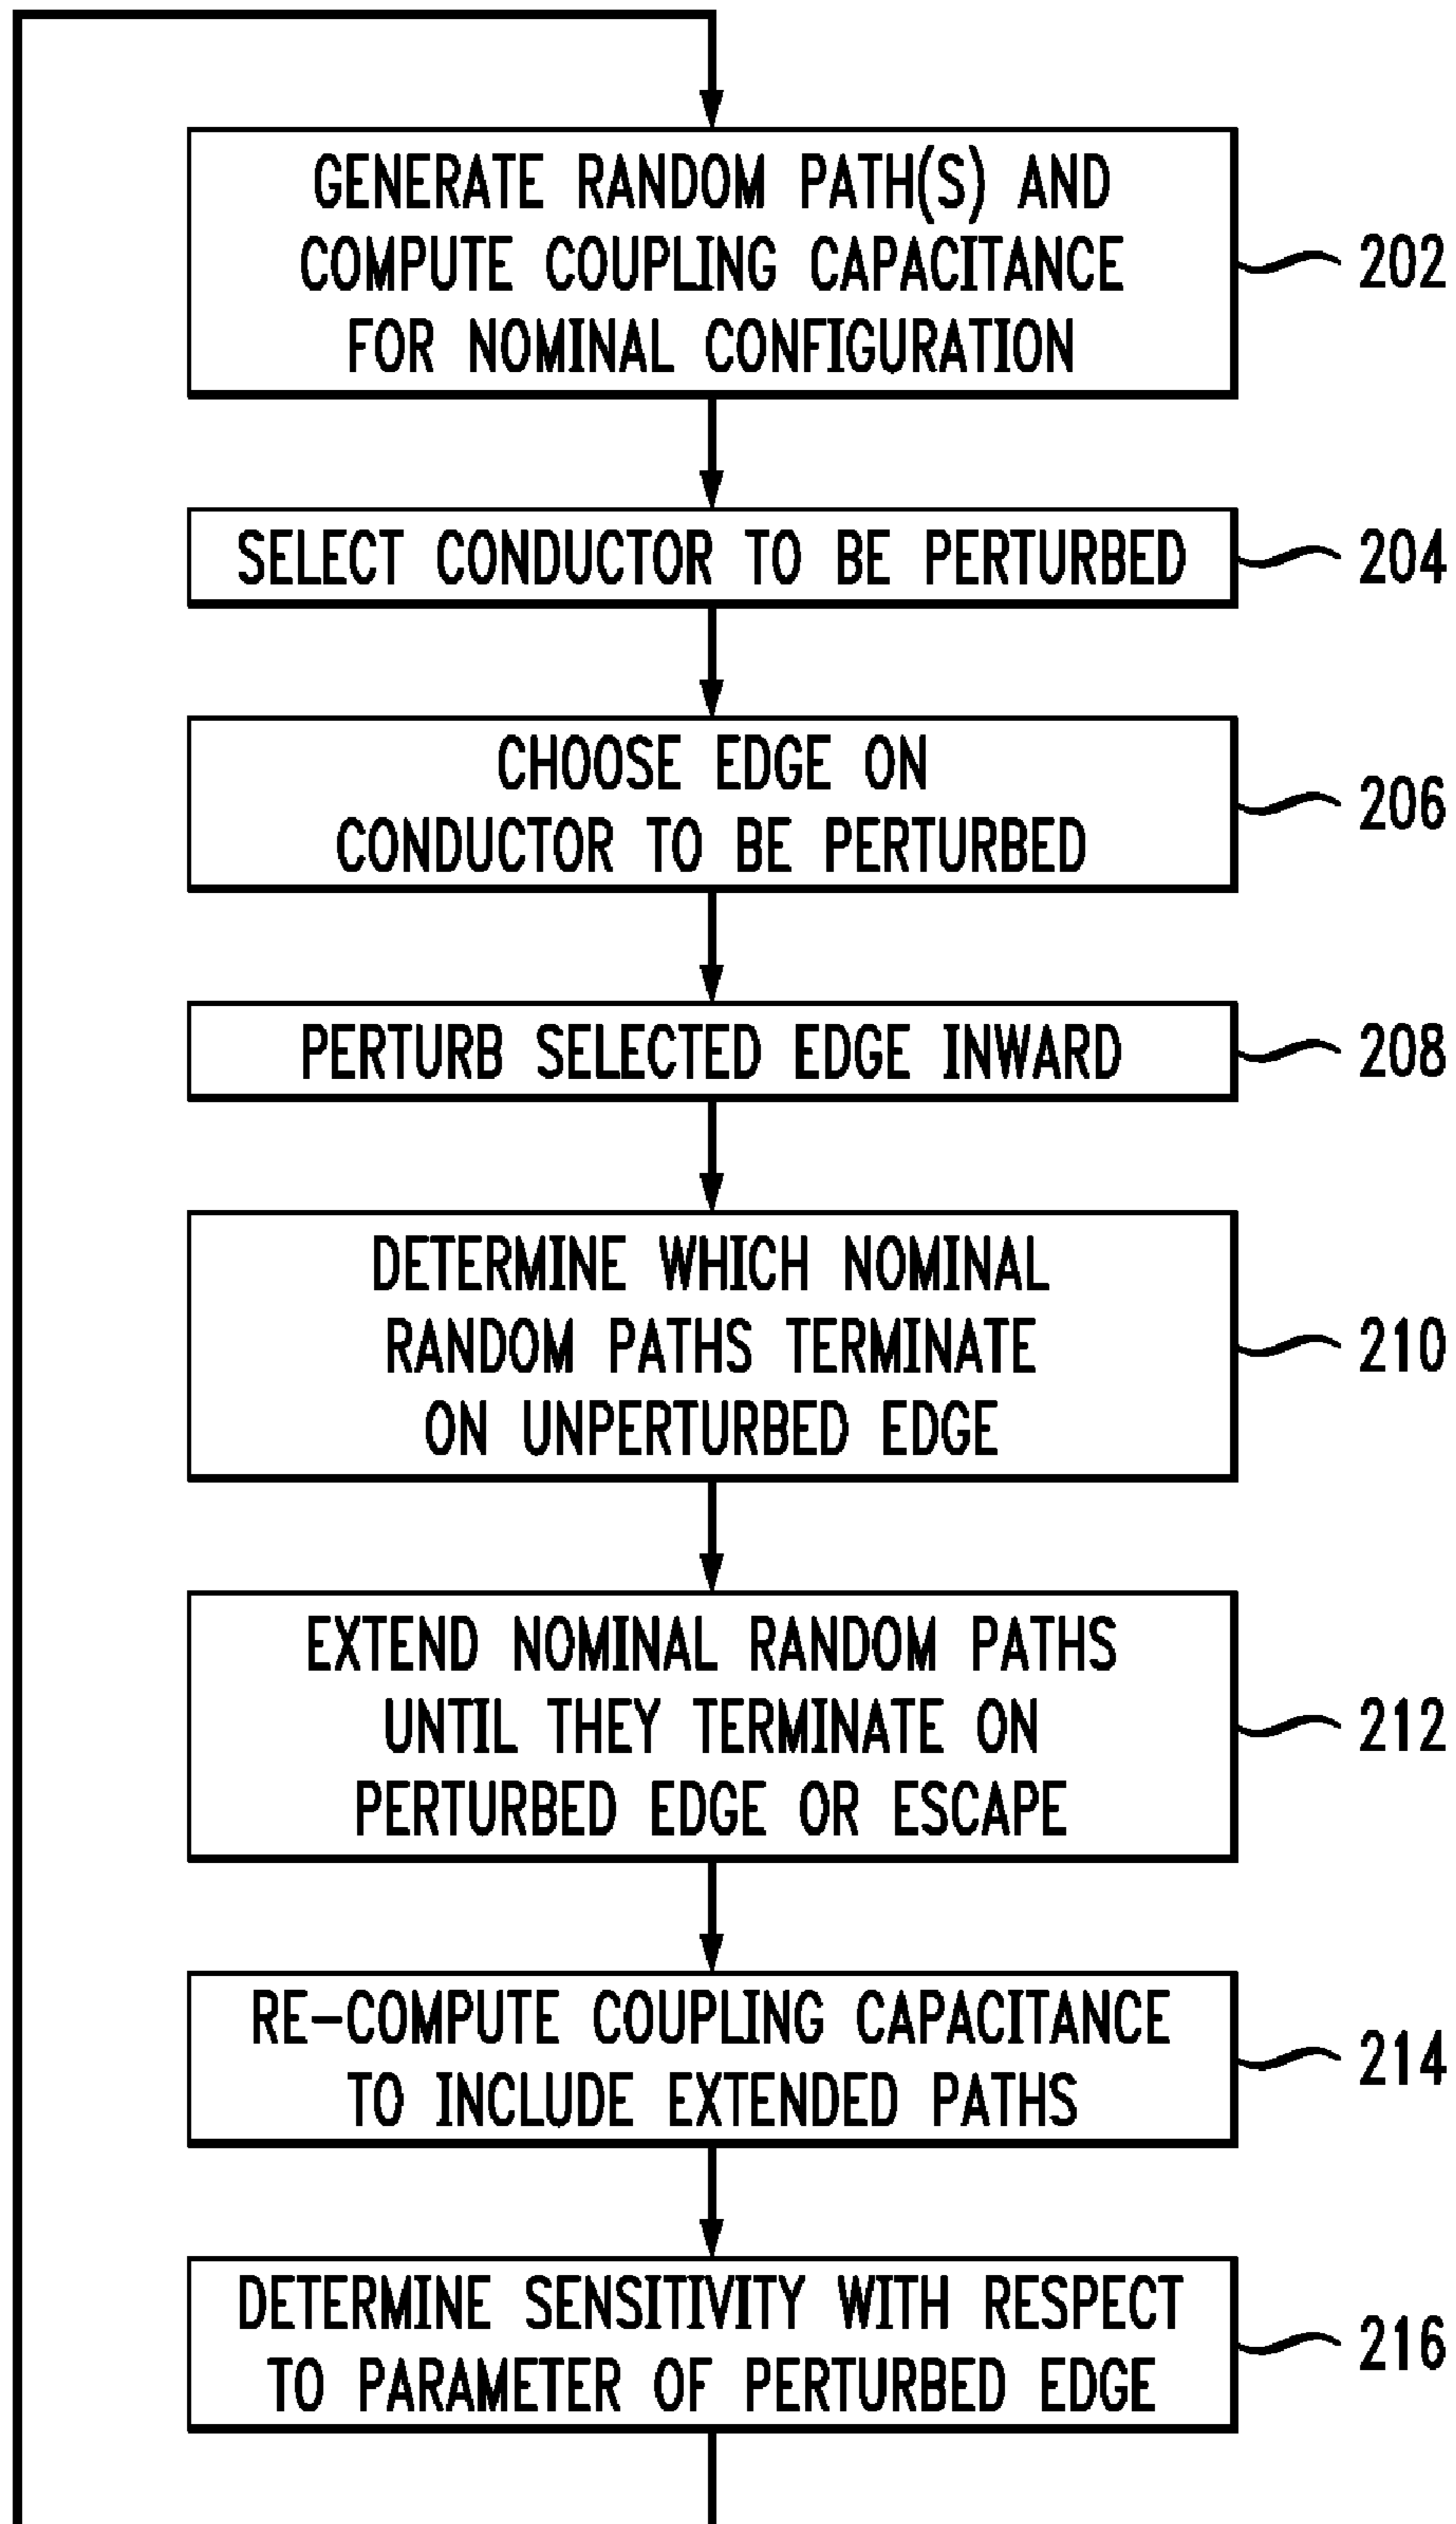 GENERATE RANDOM PATH(S) AND
COMPUTE COUPLING CAPACITANCE
FOR NOMINAL CONFIGURATION
202
SELECT CONDUCTOR TO BE PERTURBED
204
CHOOSE EDGE ON
CONDUCTOR TO BE PERTURBED
206
PERTURB SELECTED EDGE INWARD
208
DETERMINE WHICH NOMINAL
RANDOM PATHS TERMINATE
ON UNPERTURBED EDGE
210
EXTEND NOMINAL RANDOM PATHS
UNTIL THEY TERMINATE ON
PERTURBED EDGE OR ESCAPE
212
RE-COMPUTE COUPLING CAPACITANCE
TO INCLUDE EXTENDED PATHS
214
DETERMINE SENSITIVITY WITH RESPECT
TO PARAMETER OF PERTURBED EDGE
216